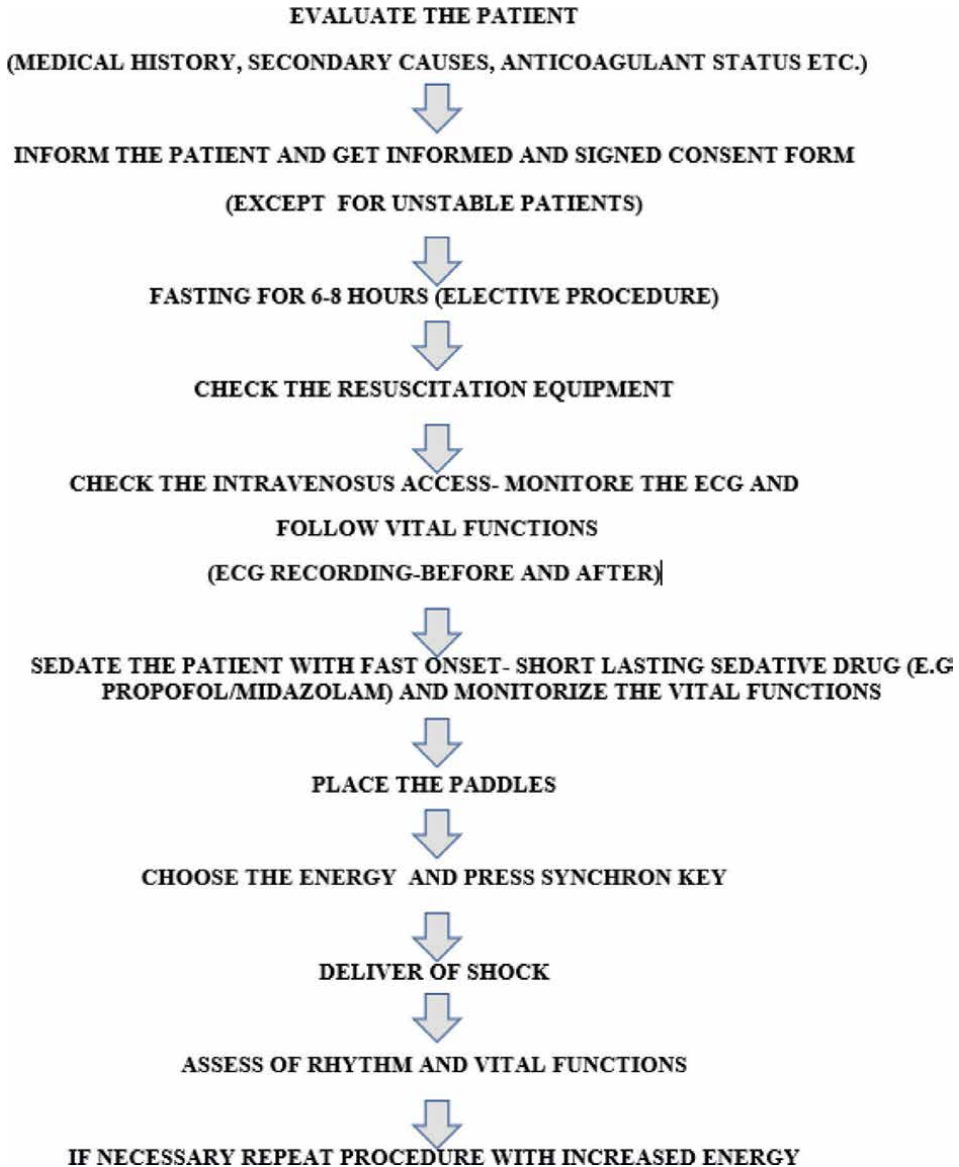 EVALUATE THE PATIENT
(MEDICAL HISTORY, SECONDARY CAUSES, ANTICOAGULANT STATUS ETC.)
INFORM THE PATIENT AND GET INFORMED AND SIGNED CONSENT FORM
(EXCEPT FOR UNSTABLE PATIENTS)
FASTING FOR 6-8 HOURS (ELECTIVE PROCEDURE)
CHECK THE RESUSCITATION EQUIPMENT
CHECK THE INTRAVENOSUS ACCESS- MONITORE THE ECG AND
FOLLOW VITAL FUNCTIONS
(ECG RECORDING-BEFORE AND AFTER)
SEDATE THE PATIENT WITH FAST ONSET- SHORT LASTING SEDATIVE DRUG (E.G
PROPOFOL/MIDAZOLAM) AND MONITORIZE THE VITAL FUNCTIONS
PLACE THE PADDLES
CHOOSE THE ENERGY AND PRESS SYNCHRON KEY
DELIVER OF SHOCK
ASSESS OF RHYTHM AND VITAL FUNCTIONS
IF NECESSARY REPEAT PROCEDURE WITH INCREASED ENERGY